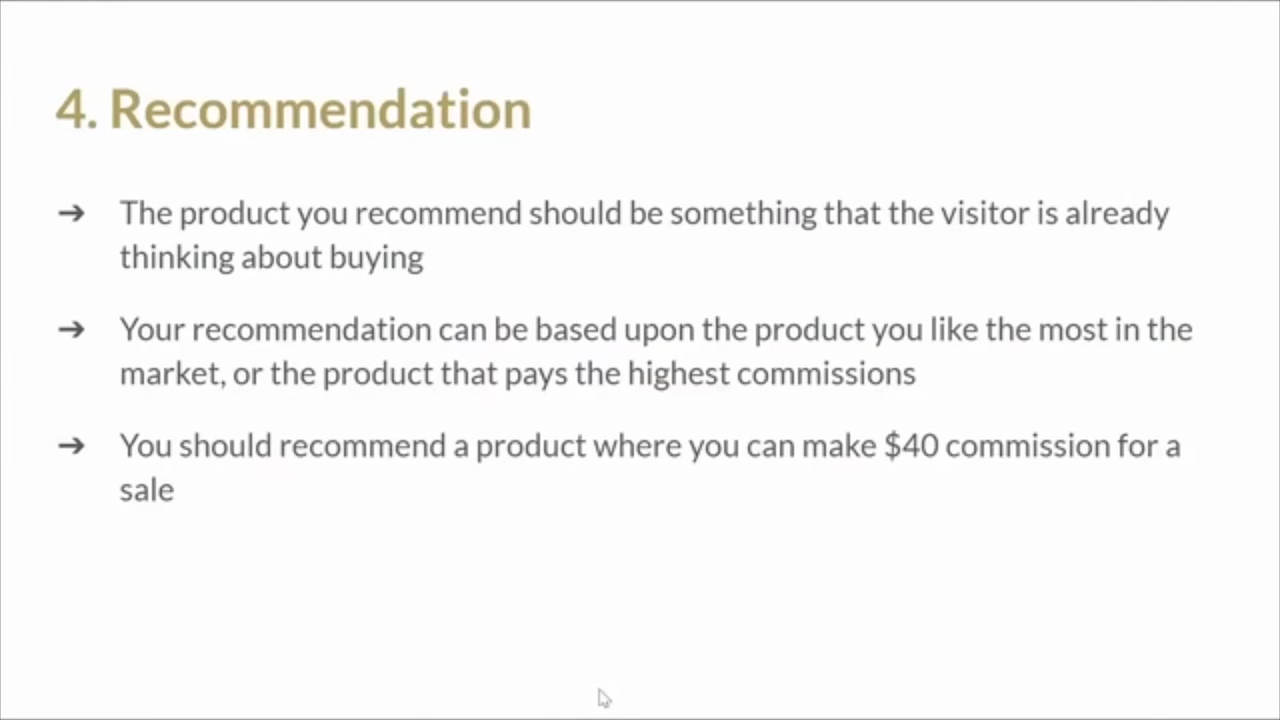 4. Recommendation
➔ The product you recommend should be something that the visitor is already
thinking about buying
➔ Your recommendation can be based upon the product you like the most in the
market, or the product that pays the highest commissions
➔ You should recommend a product where you can make $40 commission for a
sale